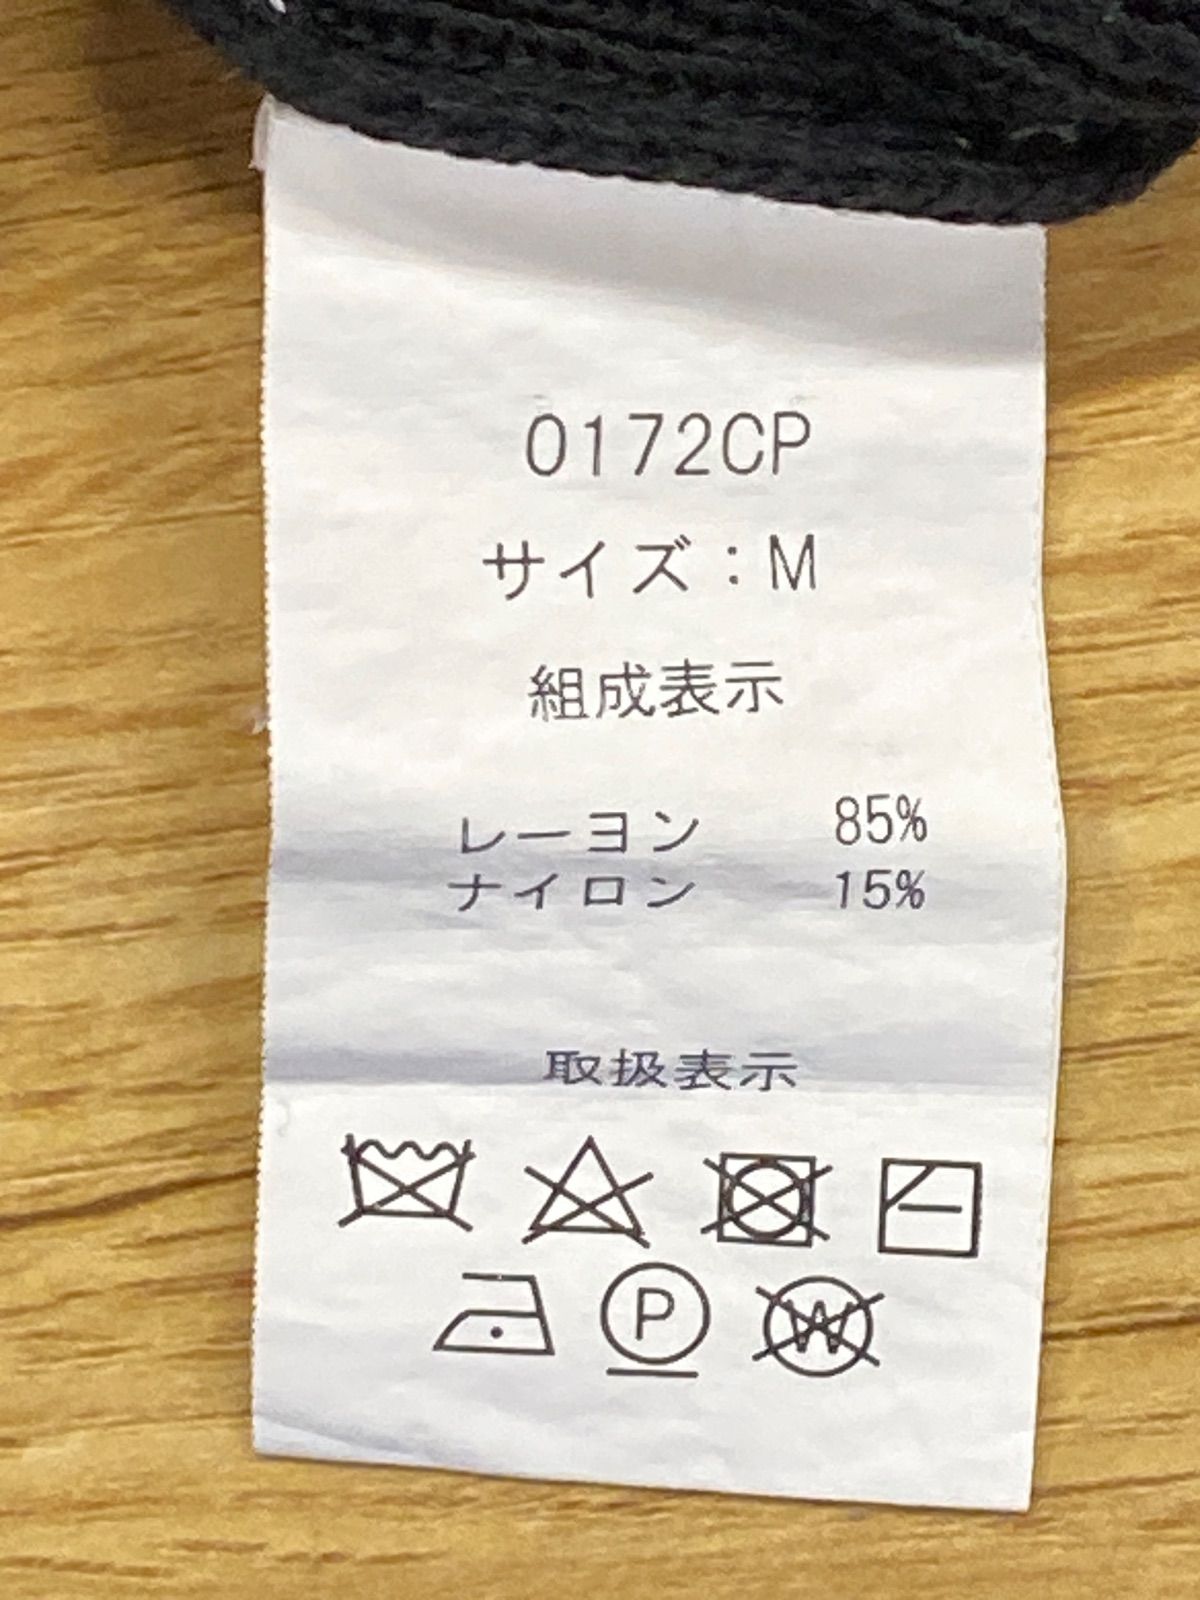 0172CP
サイズ：M
組成表示
レーヨン 85%
ナイロン 15%
取扱表示
P W